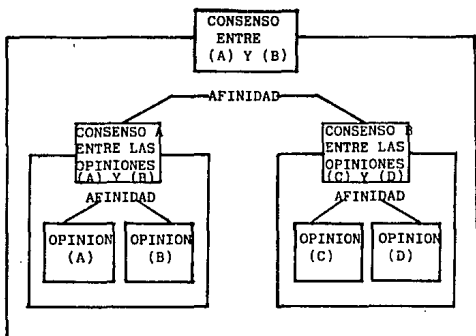 CONSENSO
ENTRE
(A) Y (B)
AFINIDAD
CONSENSO A
ENTRE LAS
OPINIONES
(A) Y (B)
CONSENSO B
ENTRE LAS
OPINIONES
(C) Y (D)
AFINIDAD
AFINIDAD
OPINION
(A)
OPINION
(B)
OPINION
(C)
OPINION
(D)